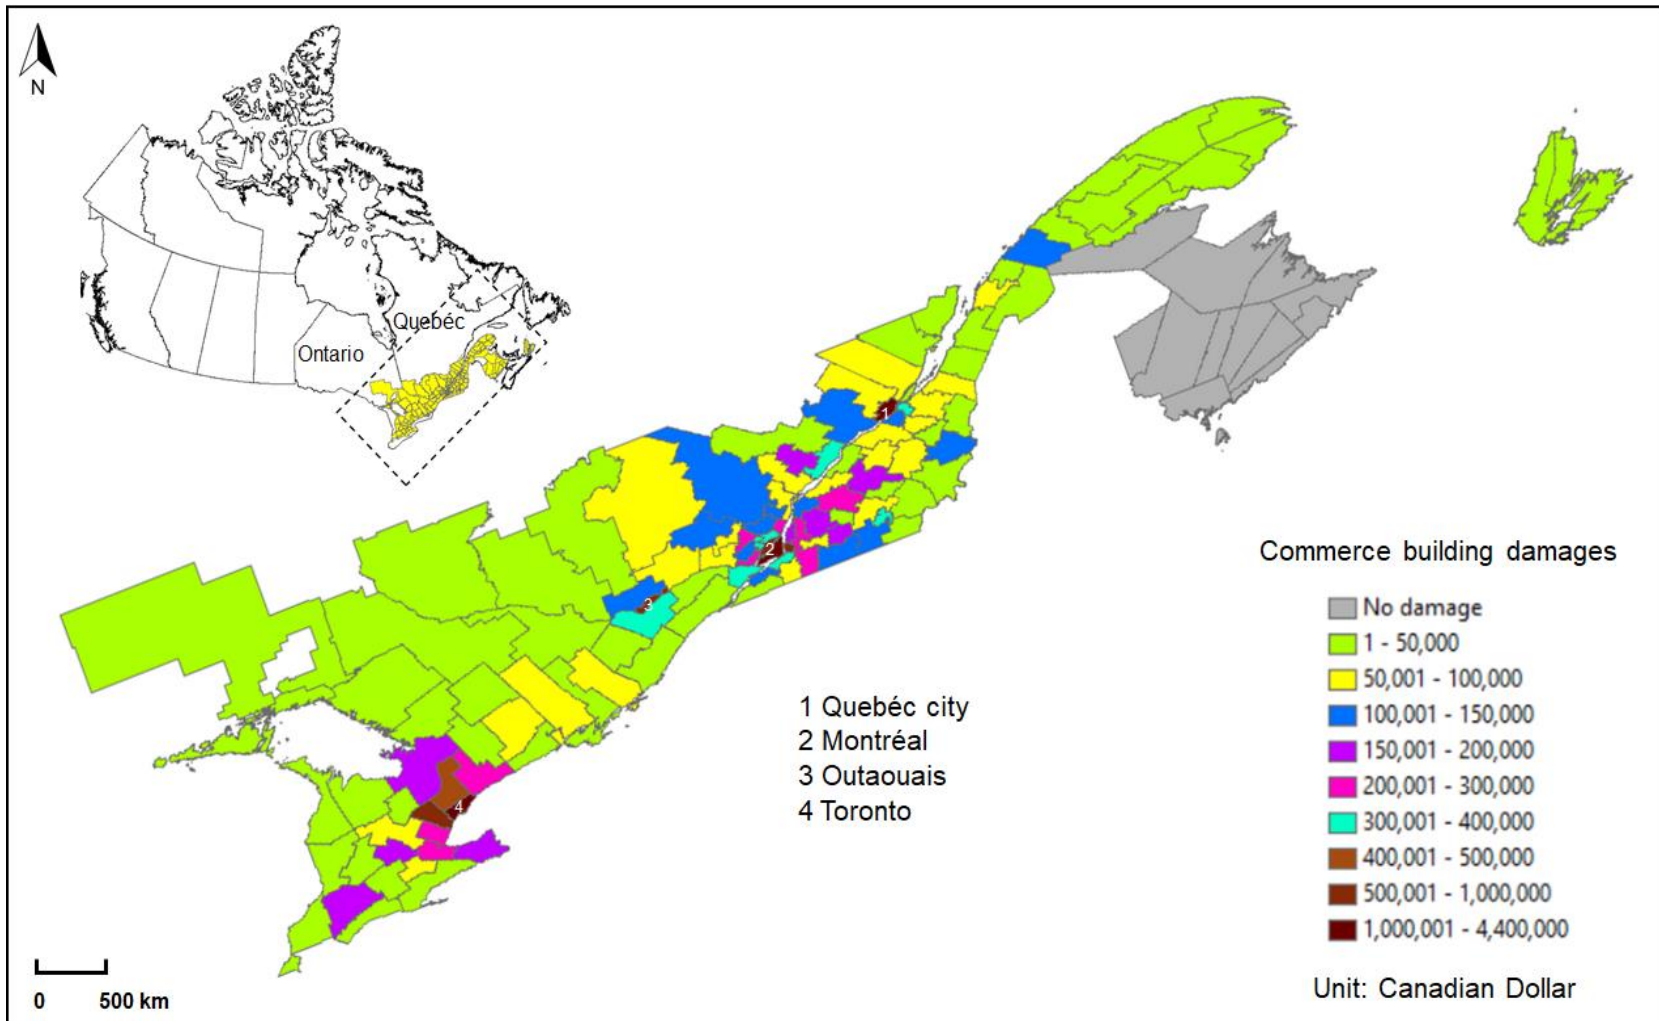 N
Quebéc
Ontario
1
2
3
4
1 Quebéc city
2 Montréal
3 Outaouais
4 Toronto
Commerce building damages
No damage
1 - 50,000
50,001 - 100,000
100,001 - 150,000
150,001 - 200,000
200,001 - 300,000
300,001 - 400,000
400,001 - 500,000
500,001 - 1,000,000
1,000,001 - 4,400,000
Unit: Canadian Dollar
0 500 km